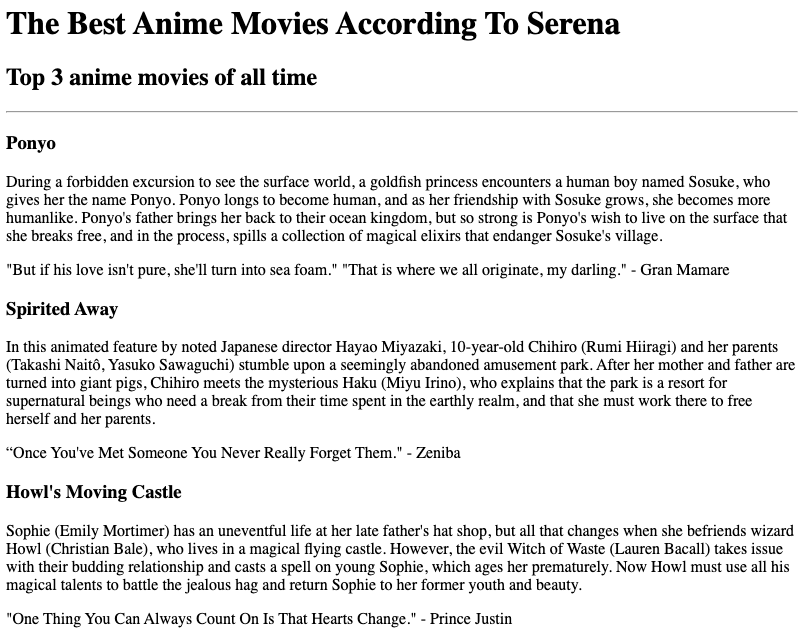 The Best Anime Movies According To Serena
Top 3 anime movies of all time
Ponyo
During a forbidden excursion to see the surface world, a goldfish princess encounters a human boy named Sosuke, who
gives her the name Ponyo. Ponyo longs to become human, and as her friendship with Sosuke grows, she becomes more
humanlike. Ponyo's father brings her back to their ocean kingdom, but so strong is Ponyo's wish to live on the surface that
she breaks free, and in the process, spills a collection of magical elixirs that endanger Sosuke's village.
"But if his love isn't pure, she'll turn into sea foam." "That is where we all originate, my darling." - Gran Mamare
Spirited Away
In this animated feature by noted Japanese director Hayao Miyazaki, 10-year-old Chihiro (Rumi Hiiragi) and her parents
(Takashi Naitô, Yasuko Sawaguchi) stumble upon a seemingly abandoned amusement park. After her mother and father are
turned into giant pigs, Chihiro meets the mysterious Haku (Miyu Irino), who explains that the park is a resort for
supernatural beings who need a break from their time spent in the earthly realm, and that she must work there to free
herself and her parents.
“Once You've Met Someone You Never Really Forget Them." - Zeniba
Howl's Moving Castle
Sophie (Emily Mortimer) has an uneventful life at her late father's hat shop, but all that changes when she befriends wizard
Howl (Christian Bale), who lives in a magical flying castle. However, the evil Witch of Waste (Lauren Bacall) takes issue
with their budding relationship and casts a spell on young Sophie, which ages her prematurely. Now Howl must use all his
magical talents to battle the jealous hag and return Sophie to her former youth and beauty.
"One Thing You Can Always Count On Is That Hearts Change." - Prince Justin